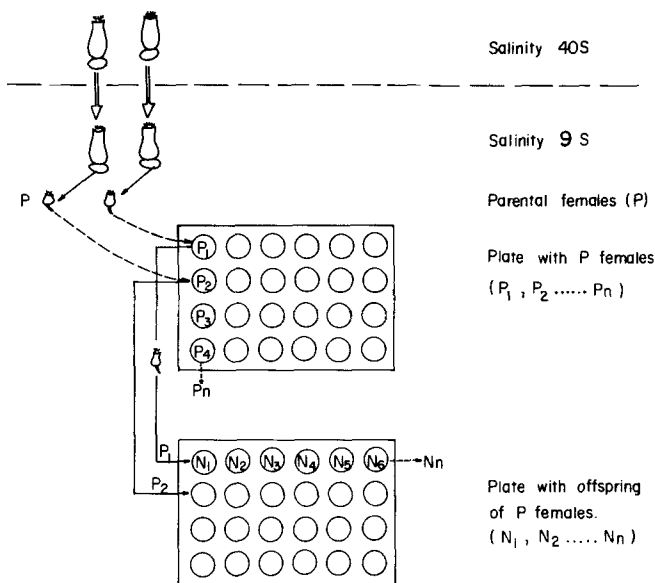 Salinity 40S
Salinity 9 S
P
Parental females (P)
Plate with P females
(P1, P2 ..... Pn)
P1
P2
P3
P4
Pn
P1
N1 N2 N3 N4 N5 N6 Nn
P2
Plate with offspring
of P females.
(N1, N2 ..... Nn)